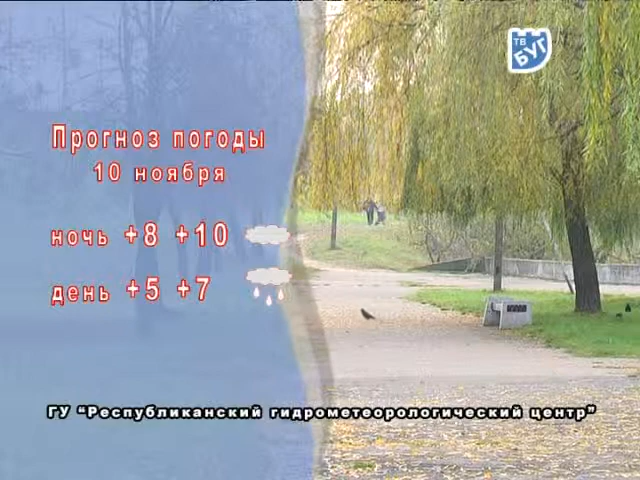 ТВ
БУГ
Прогноз погоды
10 ноября
ночь +8 +10
день +5 +7
ГУ “Республиканский гидрометеорологический центр”